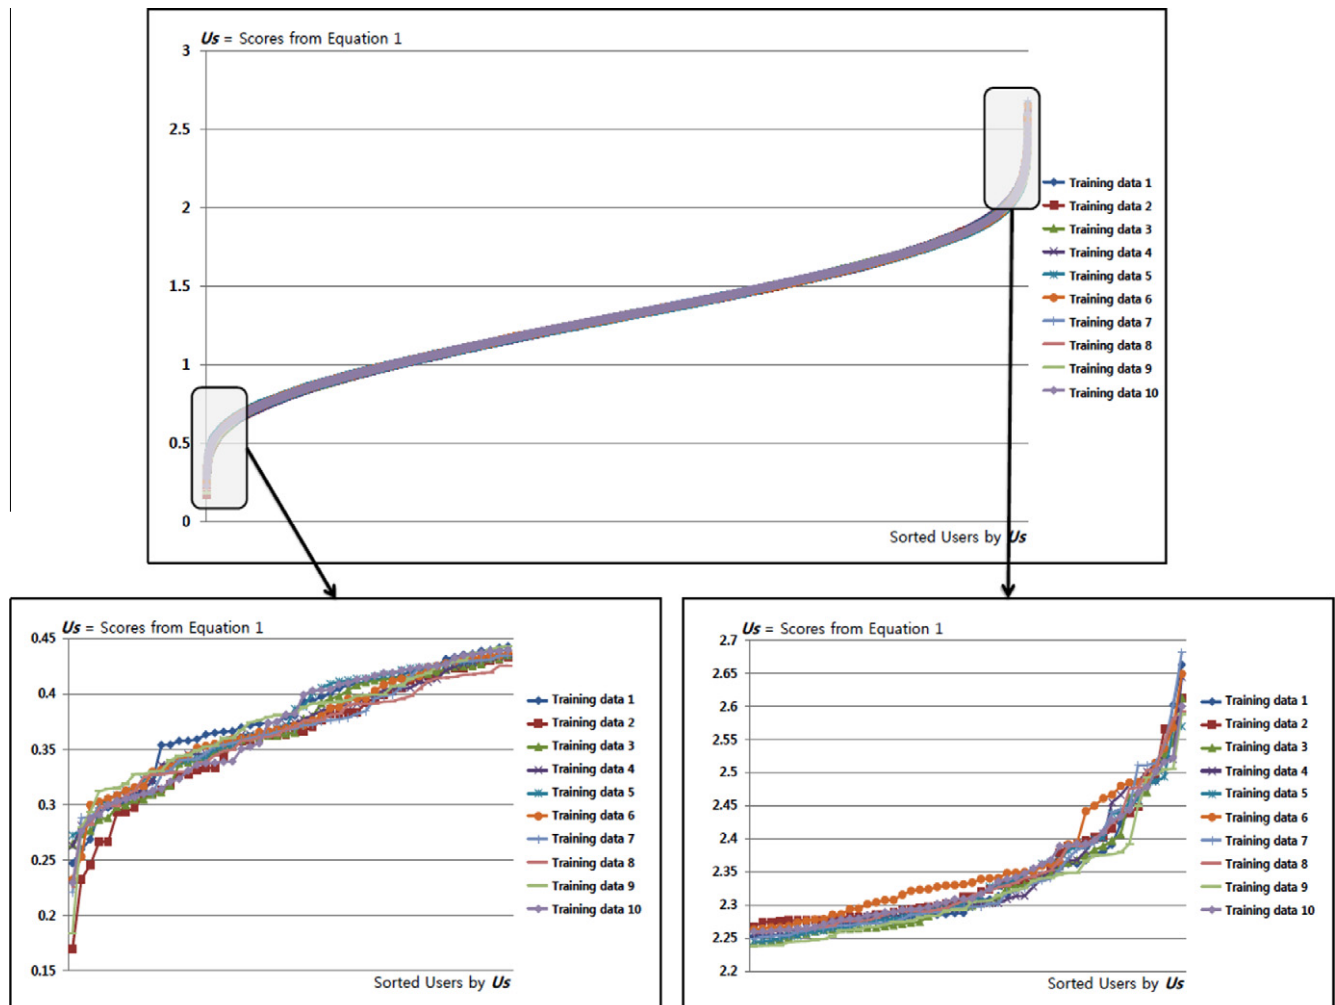 Us = Scores from Equation 1
3
2.5
2
1.5
1
0.5
0
Training data 1
Training data 2
Training data 3
Training data 4
Training data 5
Training data 6
Training data 7
Training data 8
Training data 9
Training data 10
Sorted Users by Us
Us = Scores from Equation 1
0.45
0.4
0.35
0.3
0.25
0.2
0.15
Training data 1
Training data 2
Training data 3
Training data 4
Training data 5
Training data 6
Training data 7
Training data 8
Training data 9
Training data 10
Sorted Users by Us
Us = Scores from Equation 1
2.7
2.65
2.6
2.55
2.5
2.45
2.4
2.35
2.3
2.25
2.2
Training data 1
Training data 2
Training data 3
Training data 4
Training data 5
Training data 6
Training data 7
Training data 8
Training data 9
Training data 10
Sorted Users by Us